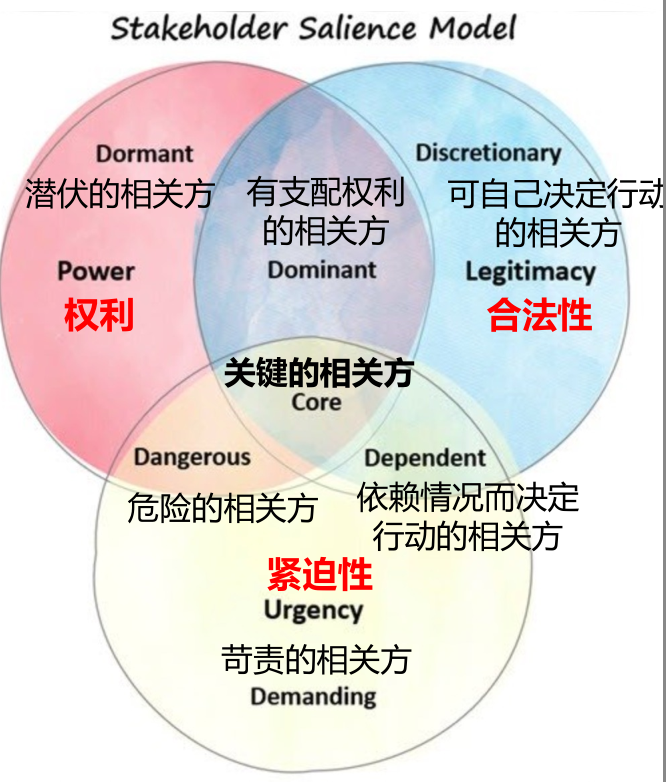 Stakeholder Salience Model
Dormant
潜伏的相关方
有支配权利
的相关方
Dominant
Discretionary
可自己决定行动
的相关方
Power
权利
Legitimacy
合法性
关键的相关方
Core
Dangerous
危险的相关方
Dependent
依赖情况而决定
行动的相关方
紧迫性
Urgency
苛责的相关方
Demanding